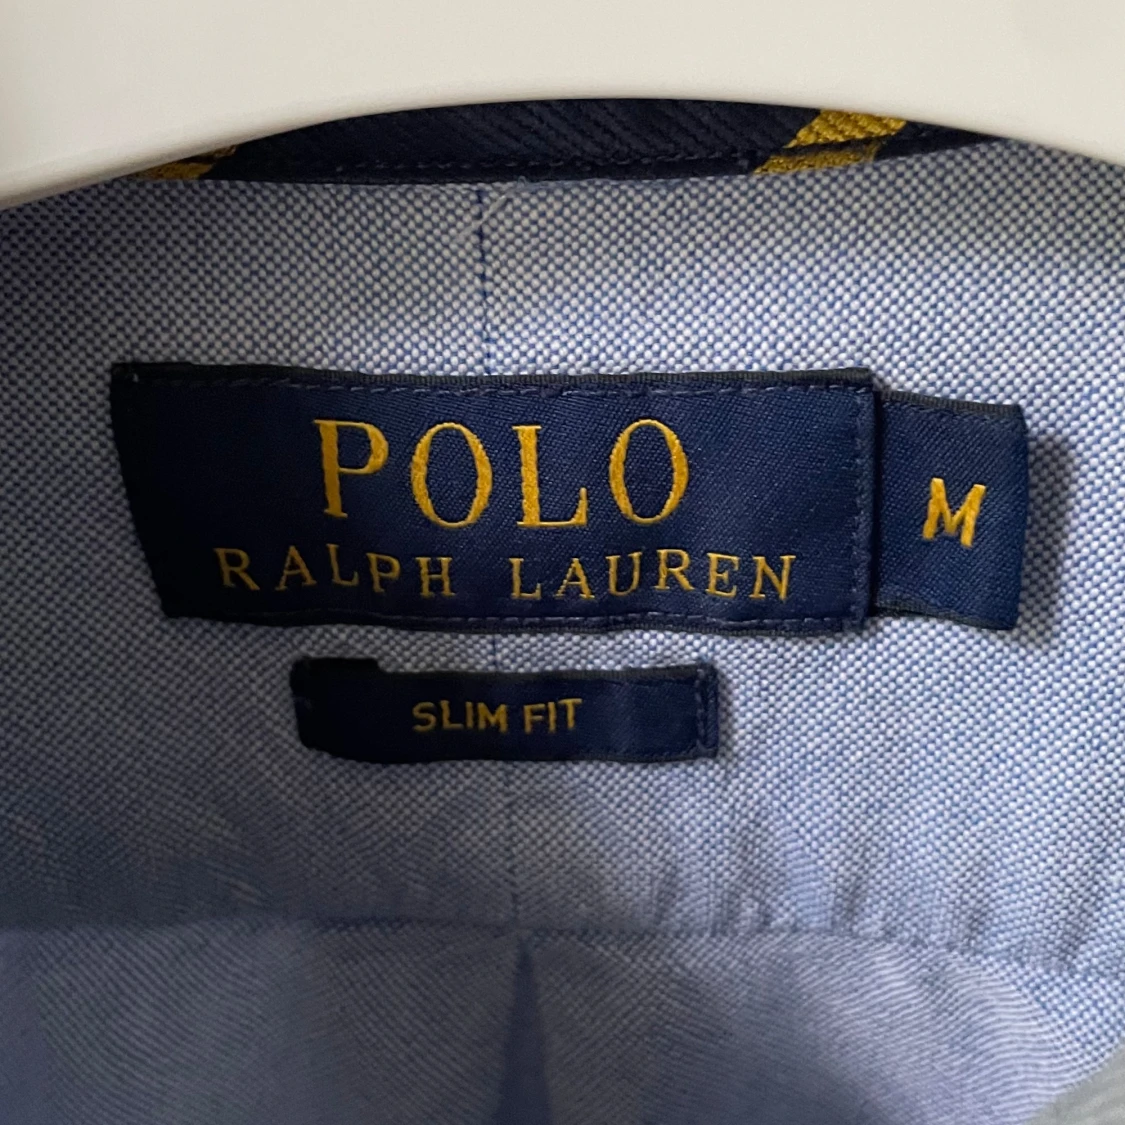 POLO
RALPH LAUREN
M
SLIM FIT